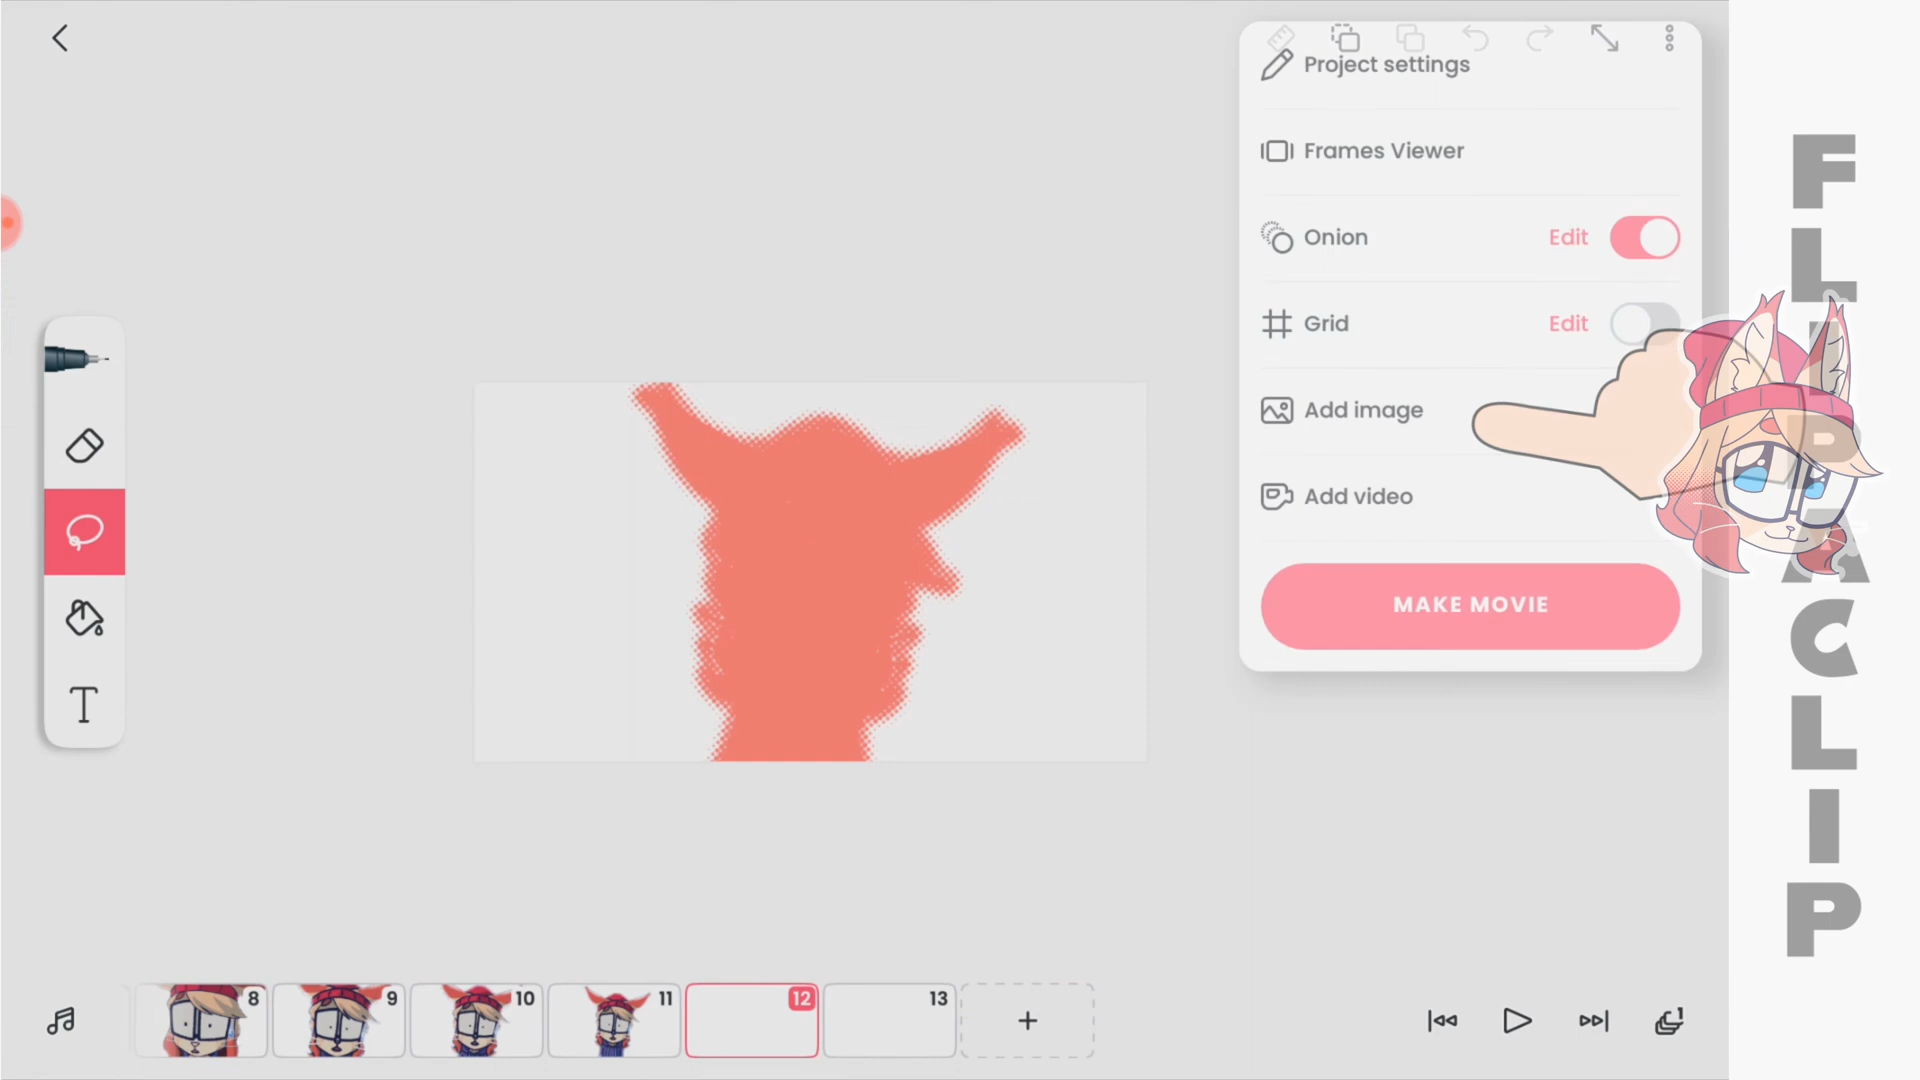 Project settings
Frames Viewer
Onion Edit
Grid Edit
Add image
Add video
MAKE MOVIE
T
8 9 10 11 12 13
1
FLIPACLIP